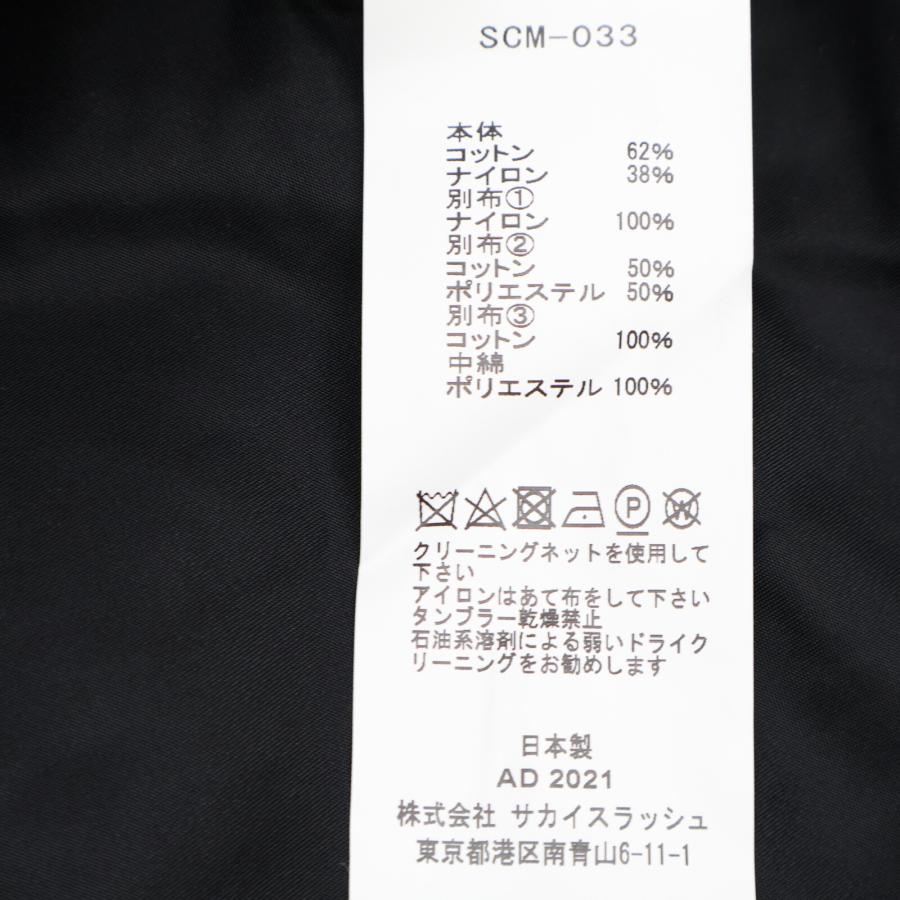 SCM-033
本体
コットン 62%
ナイロン 38%
別布①
ナイロン 100%
別布②
コットン 50%
ポリエステル 50%
別布③
コットン 100%
中綿
ポリエステル 100%
P
W
クリーニングネットを使用して
下さい
アイロンはあて布をして下さい
タンブラー乾燥禁止
石油系溶剤による弱いドライク
リーニングをお勧めします
日本製
AD 2021
株式会社 サカイスラッシュ
東京都港区南青山6-11-1